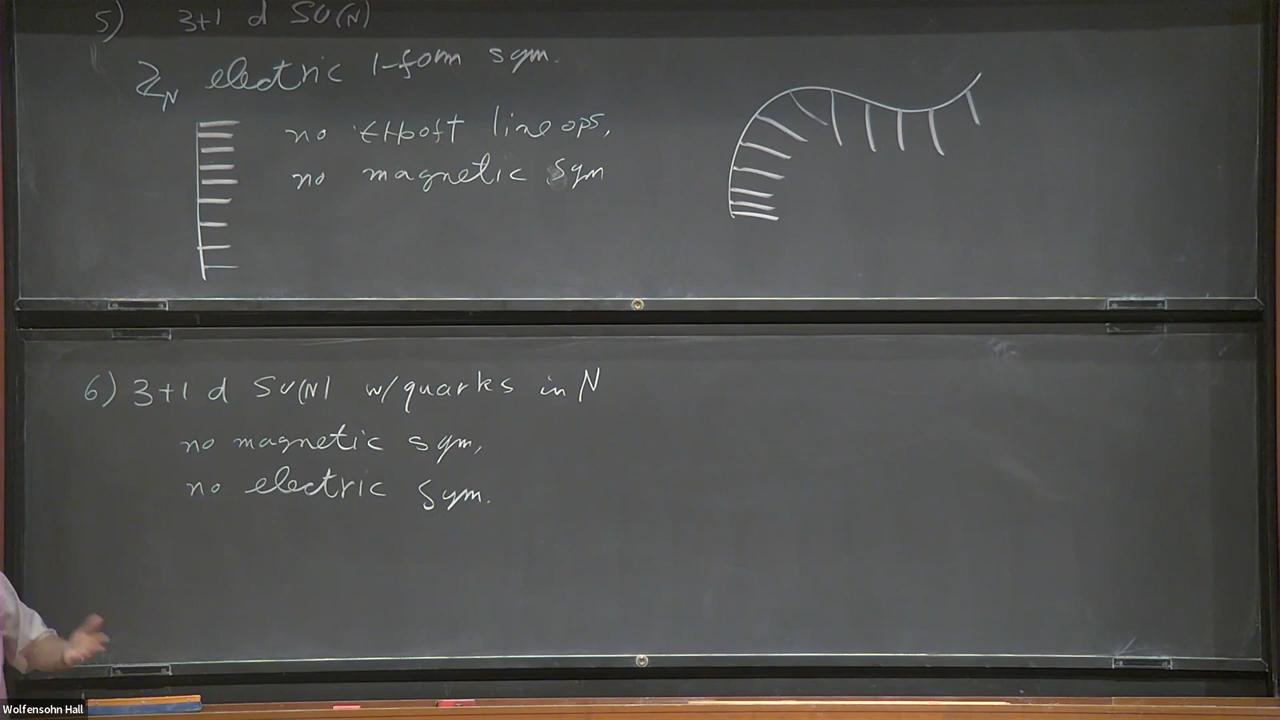 5) 3+1 d SU(N)
ℤ_N electric 1-form sym.
no 'tHooft line ops,
no magnetic sym
6) 3+1 d SU(N) w/quarks in N
no magnetic sym,
no electric sym.
Wolfensohn Hall